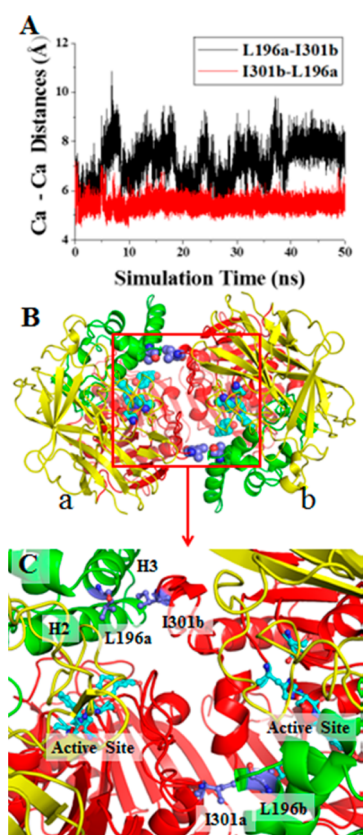 A
L196a-I301b
I301b-L196a
12
10
8
6
4
Ca - Ca Distances (Å)
0 10 20 30 40 50
Simulation Time (ns)
B
a b
C
H3
H2
L196a
I301b
Active Site
Active Site
I301a
L196b